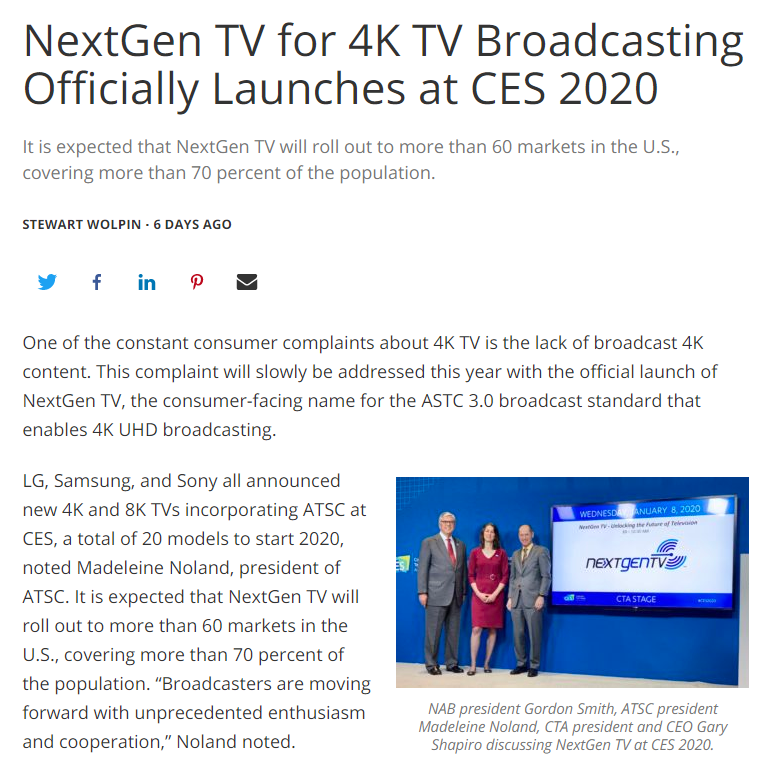 NextGen TV for 4K TV Broadcasting
Officially Launches at CES 2020
It is expected that NextGen TV will roll out to more than 60 markets in the U.S.,
covering more than 70 percent of the population.
STEWART WOLPIN · 6 DAYS AGO
One of the constant consumer complaints about 4K TV is the lack of broadcast 4K
content. This complaint will slowly be addressed this year with the official launch of
NextGen TV, the consumer-facing name for the ASTC 3.0 broadcast standard that
enables 4K UHD broadcasting.
LG, Samsung, and Sony all announced
new 4K and 8K TVs incorporating ATSC at
CES, a total of 20 models to start 2020,
noted Madeleine Noland, president of
ATSC. It is expected that NextGen TV will
roll out to more than 60 markets in the
U.S., covering more than 70 percent of
the population. “Broadcasters are moving
forward with unprecedented enthusiasm
and cooperation,” Noland noted.
WEDNESDAY, JANUARY 8, 2020
NextGen TV - Unlocking the Future of Television
NEXTGENTV
CTA STAGE
NAB president Gordon Smith, ATSC president
Madeleine Noland, CTA president and CEO Gary
Shapiro discussing NextGen TV at CES 2020.